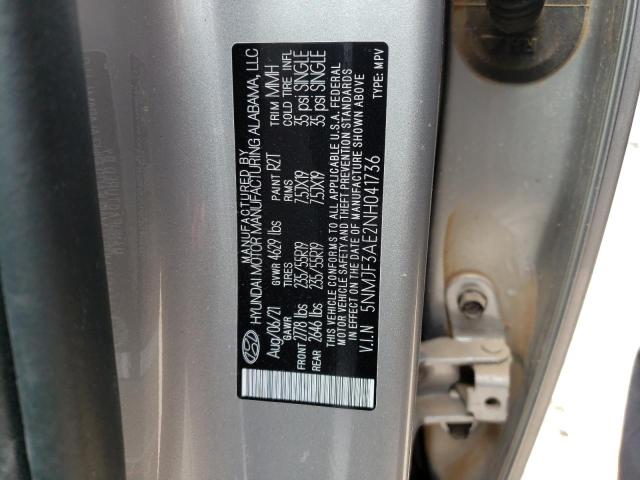 MANUFACTURED BY
HYUNDAI MOTOR MANUFACTURING ALABAMA, LLC
Aug/06/21 GVWR 4629 lbs PAINT R2T TRIM MMH
GAWR TIRES RIMS COLD TIRE INFL
FRONT 2778 lbs 235/55R19 7.5JX19 35 psi SINGLE
REAR 2646 lbs 235/55R19 7.5JX19 35 psi SINGLE
THIS VEHICLE CONFORMS TO ALL APPLICABLE U.S.A. FEDERAL
MOTOR VEHICLE SAFETY, BUMPER, AND THEFT PREVENTION STANDARDS
IN EFFECT ON THE DATE OF MANUFACTURE SHOWN ABOVE
V.I.N 5NMJF3AE2NH041736 TYPE: MPV